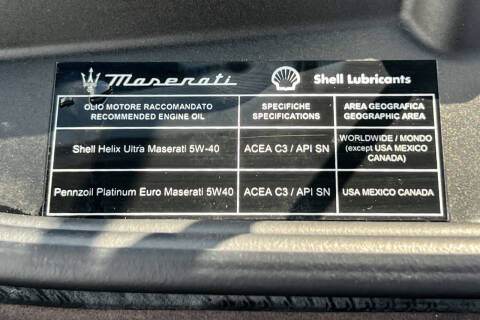 Maserati Shell Lubricants
OLIO MOTORE RACCOMANDATO SPECIFICHE AREA GEOGRAFICA
RECOMMENDED ENGINE OIL SPECIFICATIONS GEOGRAPHIC AREA
Shell Helix Ultra Maserati 5W-40 ACEA C3 / API SN WORLDWIDE / MONDO
(except USA MEXICO
CANADA)
Pennzoil Platinum Euro Maserati 5W40 ACEA C3 / API SN USA MEXICO CANADA